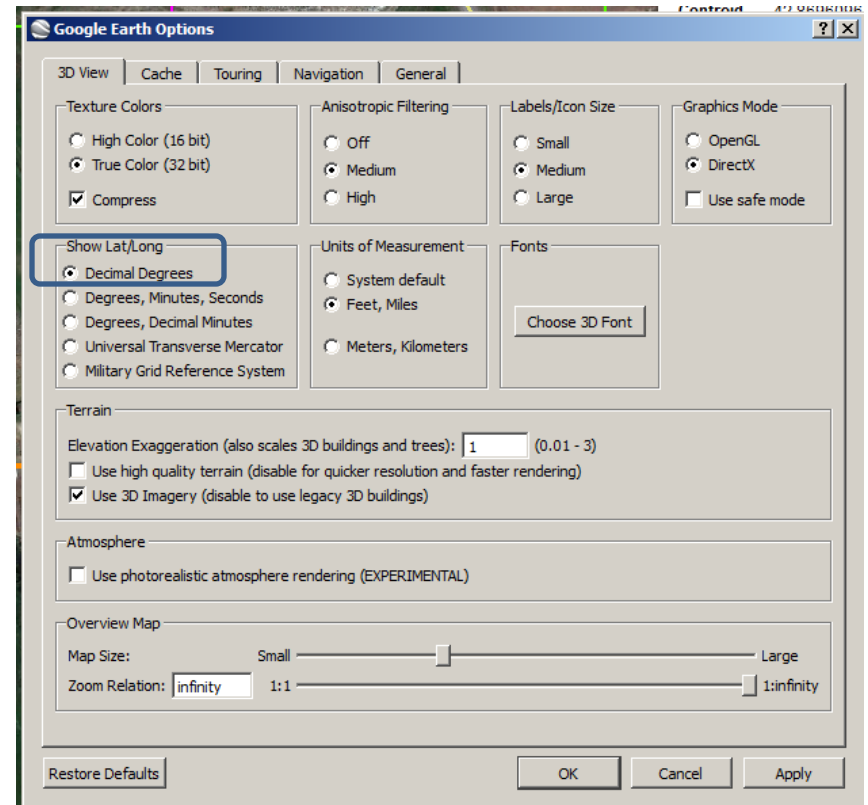 Centroid 42.8696096
Google Earth Options
3D View Cache Touring Navigation General
Texture Colors
High Color (16 bit)
True Color (32 bit)
Compress
Anisotropic Filtering
Off
Medium
High
Labels/Icon Size
Small
Medium
Large
Graphics Mode
OpenGL
DirectX
Use safe mode
Show Lat/Long
Decimal Degrees
Degrees, Minutes, Seconds
Degrees, Decimal Minutes
Universal Transverse Mercator
Military Grid Reference System
Units of Measurement
System default
Feet, Miles
Meters, Kilometers
Fonts
Choose 3D Font
Terrain
Elevation Exaggeration (also scales 3D buildings and trees): 1 (0.01 - 3)
Use high quality terrain (disable for quicker resolution and faster rendering)
Use 3D Imagery (disable to use legacy 3D buildings)
Atmosphere
Use photorealistic atmosphere rendering (EXPERIMENTAL)
Overview Map
Map Size: Small Large
Zoom Relation: infinity 1:1 1:infinity
Restore Defaults OK Cancel Apply